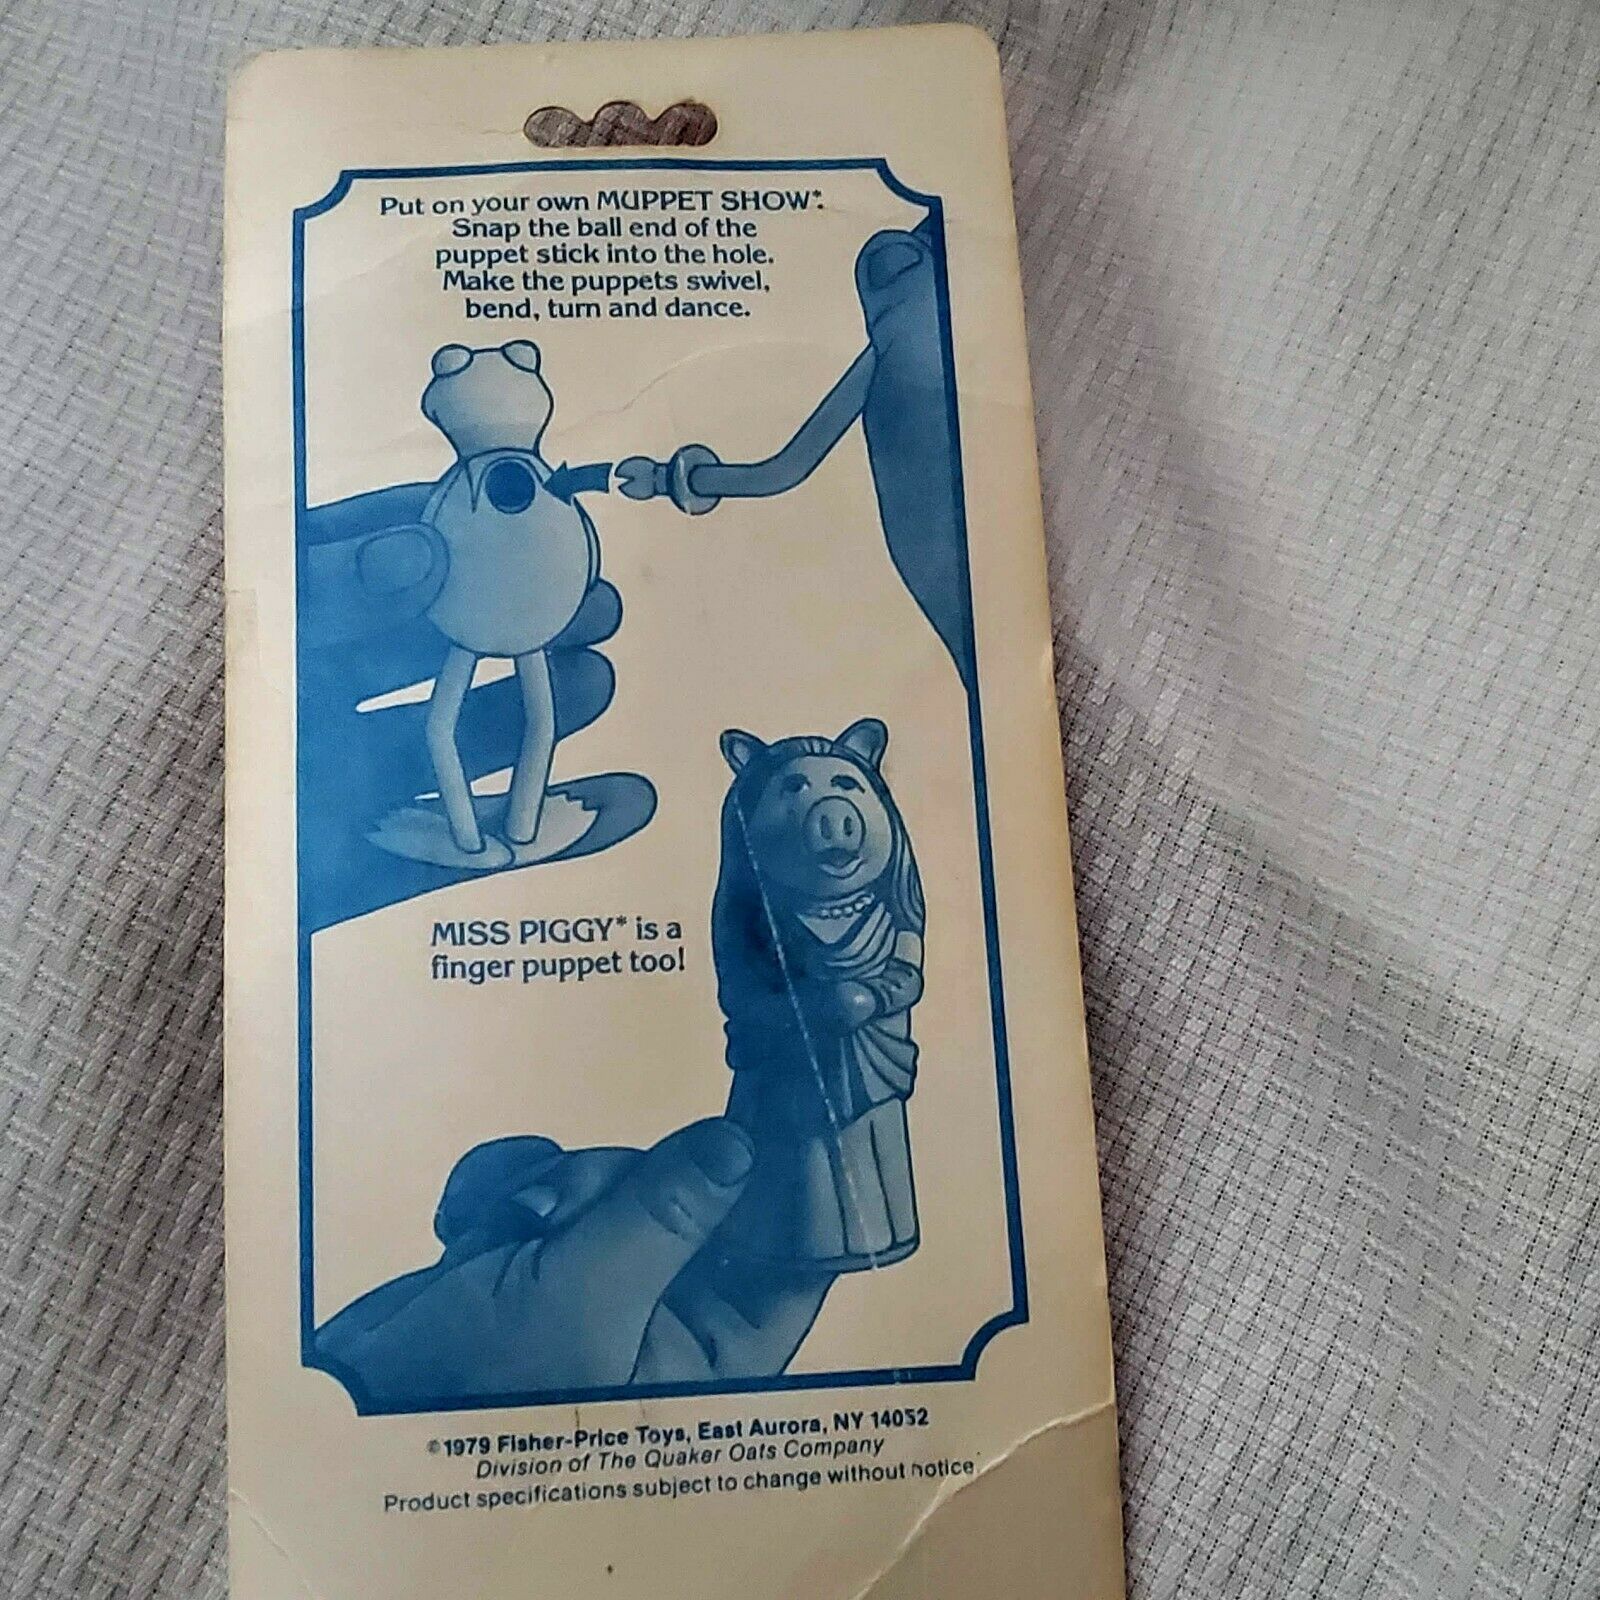 Put on your own MUPPET SHOW*.
Snap the ball end of the
puppet stick into the hole.
Make the puppets swivel,
bend, turn and dance.
MISS PIGGY* is a
finger puppet too!
©1979 Fisher-Price Toys, East Aurora, NY 14052
Division of The Quaker Oats Company
Product specifications subject to change without notice.